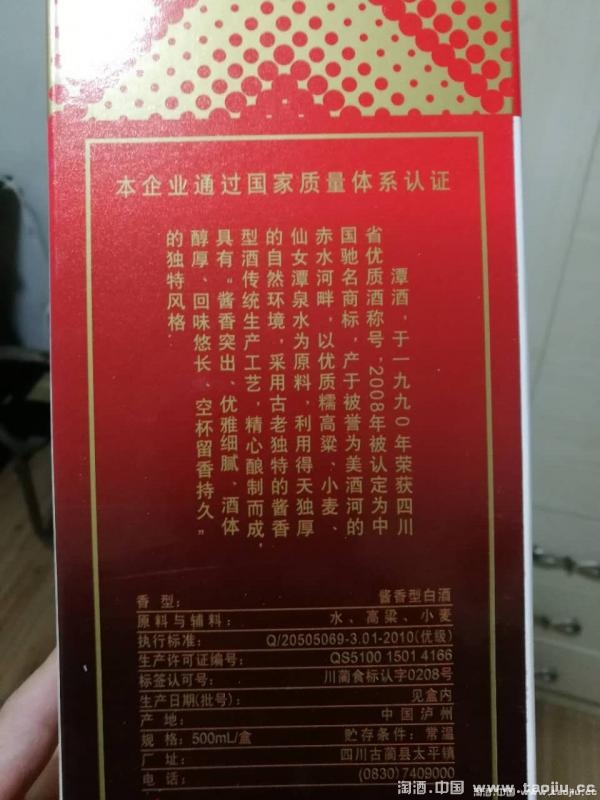 本企业通过国家质量体系认证
潭酒，于一九九０年荣获四川
省优质酒称号，2008年被认定为中
国驰名商标，产于被誉为美酒河的
赤水河畔，以优质糯高粱、小麦、
仙女潭泉水为原料，利用得天独厚
的自然环境，采用古老独特的酱香
型酒传统生产工艺，精心酿制而成，
具有“酱香突出、优雅细腻、酒体
醇厚、回味悠长、空杯留香持久”
的独特风格。
香型： 酱香型白酒
原料与辅料： 水、高粱、小麦
执行标准： Q/20505069-3.01-2010(优级)
生产许可证编号： QS5100 1501 4166
标签认可号： 川蔺食标认字0208号
生产日期(批号)： 见盒内
产地： 中国泸州
规格：500mL/盒 贮存条件：常温
厂址： 四川古蔺县太平镇
电话： (0830)7409000
淘酒.中国 www.taojiu.com